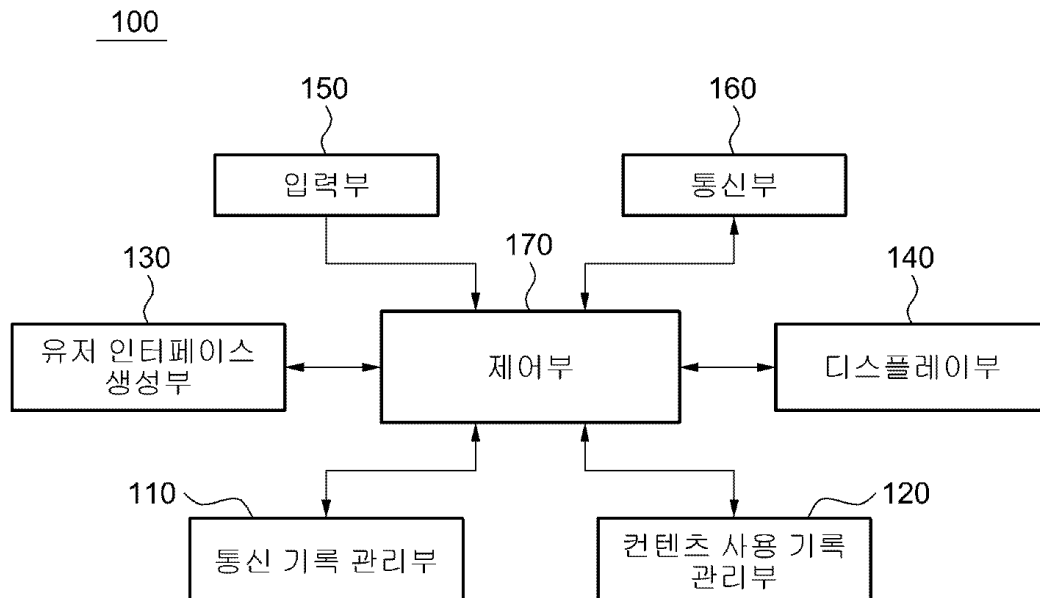 100
150
160
입력부
통신부
130
170
140
유저 인터페이스
생성부
제어부
디스플레이부
110
120
통신 기록 관리부
컨텐츠 사용 기록
관리부